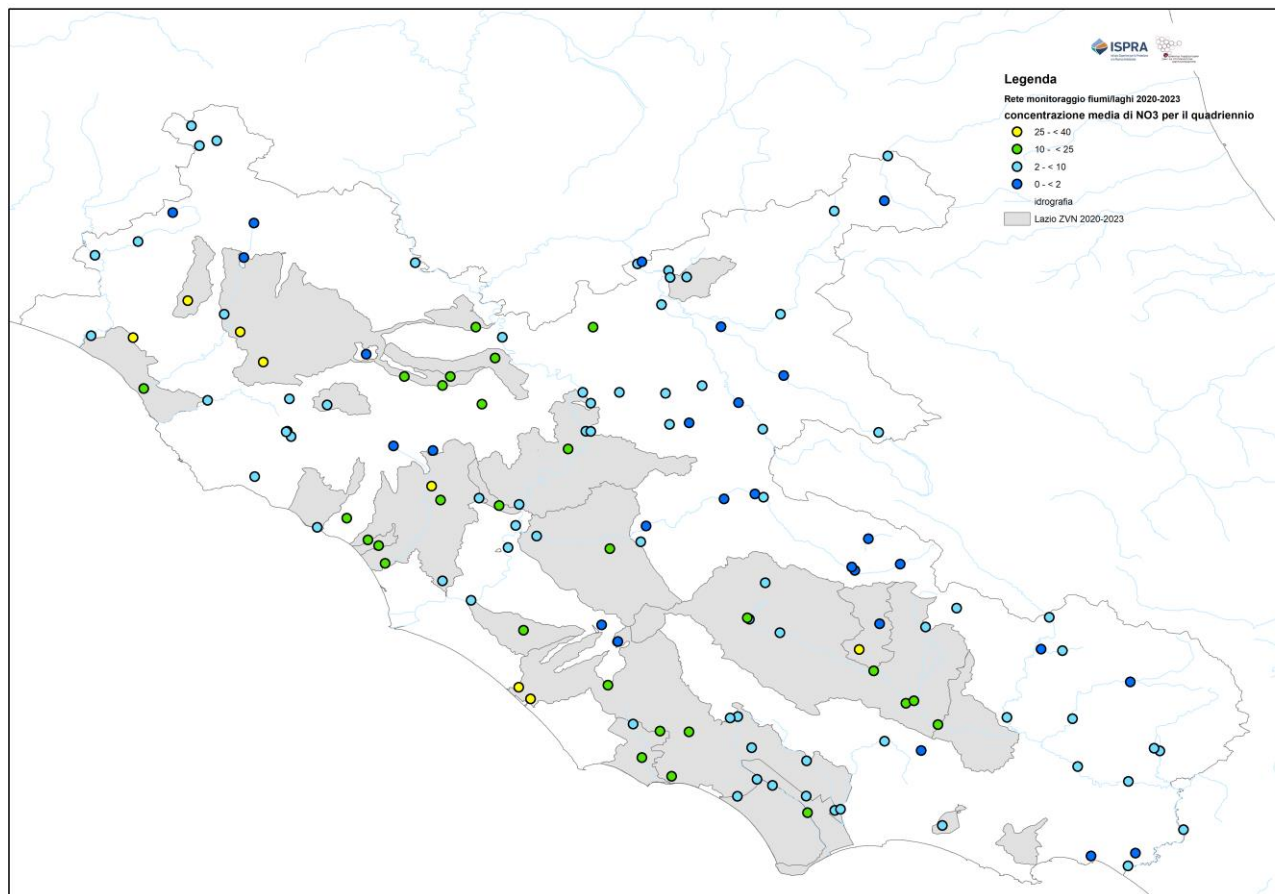 ISPRA
Legenda
Rete monitoraggio fiumi/laghi 2020-2023
concentrazione media di NO3 per il quadriennio
25 - < 40
10 - < 25
2 - < 10
0 - < 2
idrografia
Lazio ZVN 2020-2023